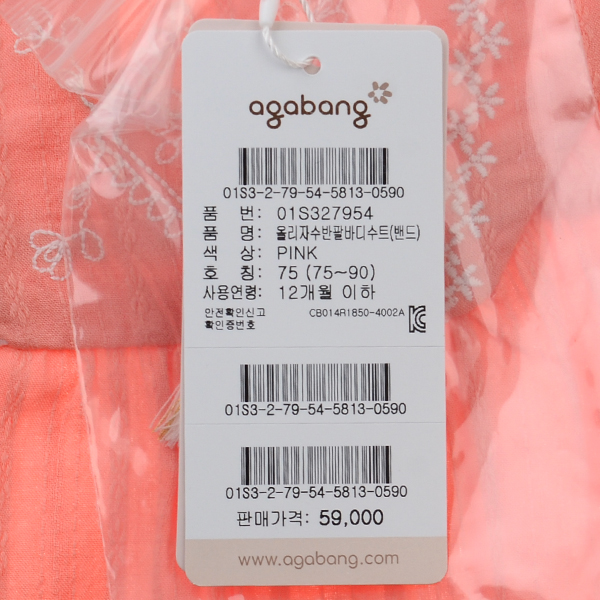 agabang
01S3-2-79-54-5813-0590
품 번: 01S327954
품 명: 올리자수반팔바디수트(밴드)
색 상: PINK
호 칭: 75 (75~90)
사용연령: 12개월 이하
안전확인신고
확인증번호 CB014R1850-4002A
01S3-2-79-54-5813-0590
01S3-2-79-54-5813-0590
판매가격: 59,000
www.agabang.com